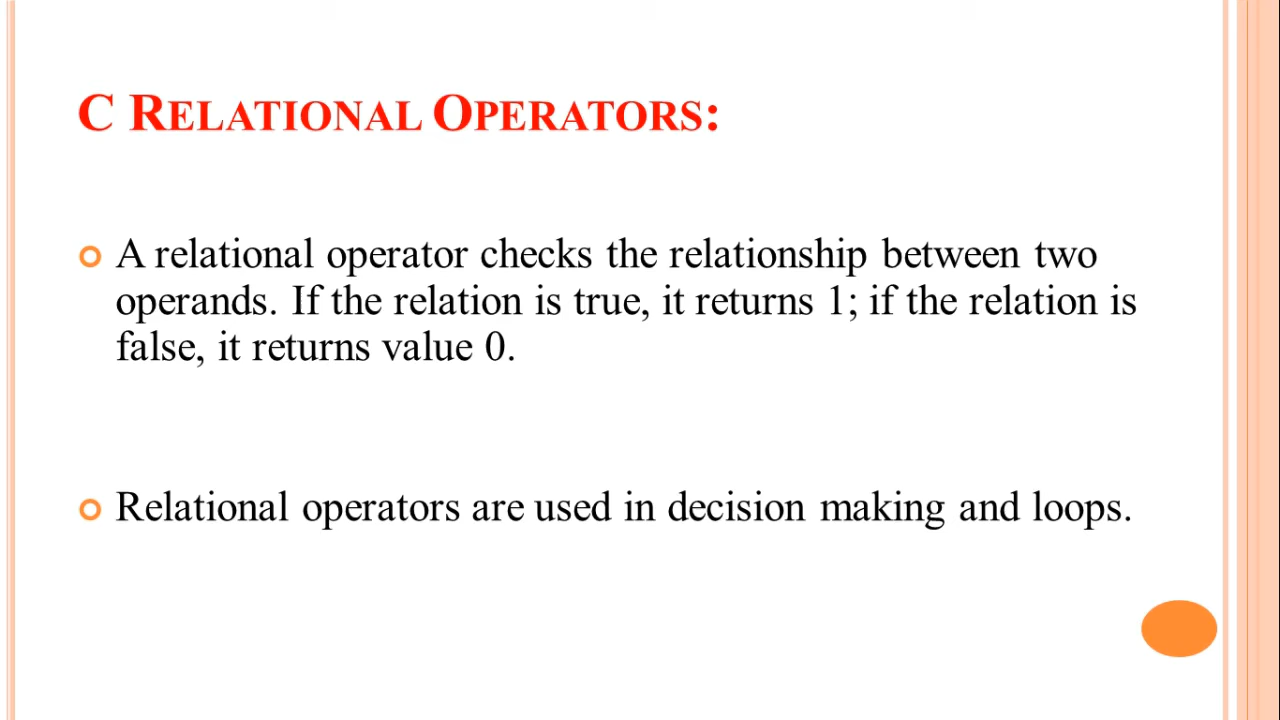 C RELATIONAL OPERATORS:
A relational operator checks the relationship between two
operands. If the relation is true, it returns 1; if the relation is
false, it returns value 0.
Relational operators are used in decision making and loops.